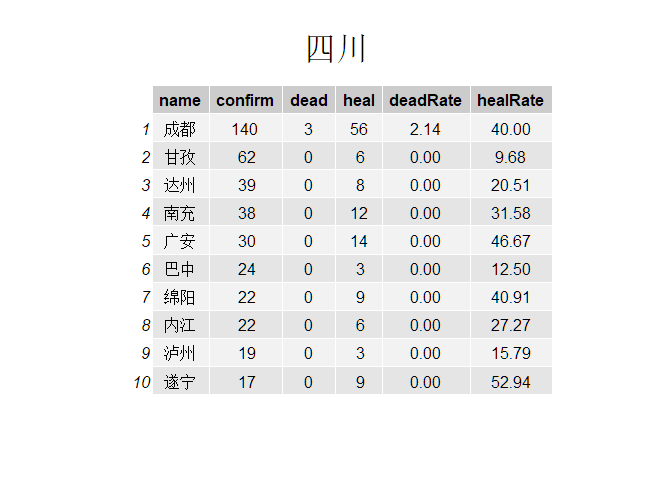 四川
name confirm dead heal deadRate healRate
1 成都 140 3 56 2.14 40.00
2 甘孜 62 0 6 0.00 9.68
3 达州 39 0 8 0.00 20.51
4 南充 38 0 12 0.00 31.58
5 广安 30 0 14 0.00 46.67
6 巴中 24 0 3 0.00 12.50
7 绵阳 22 0 9 0.00 40.91
8 内江 22 0 6 0.00 27.27
9 泸州 19 0 3 0.00 15.79
10 遂宁 17 0 9 0.00 52.94